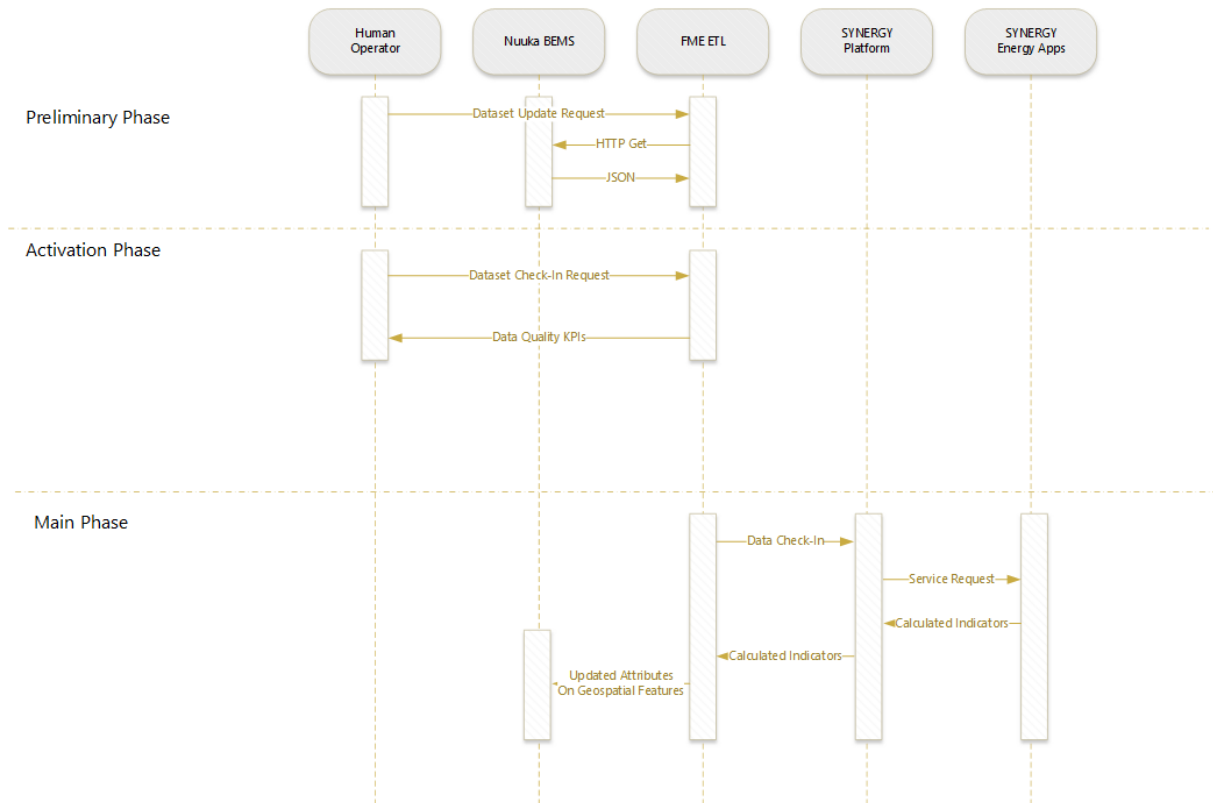 Human
Operator
Nuuka BEMS
FME ETL
SYNERGY
Platform
SYNERGY
Energy Apps
Preliminary Phase
Dataset Update Request
HTTP Get
JSON
Activation Phase
Dataset Check-In Request
Data Quality KPIs
Main Phase
Data Check-In
Service Request
Calculated Indicators
Calculated Indicators
Updated Attributes
On Geospatial Features